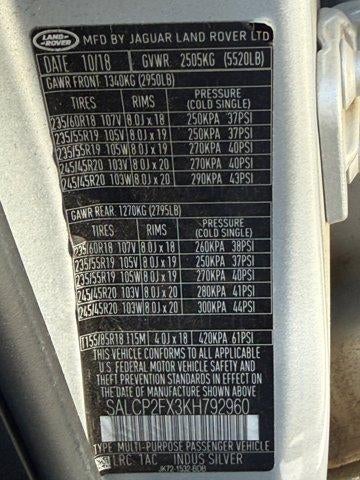 LAND-ROVER MFD BY JAGUAR LAND ROVER LTD
DATE 10/18 GVWR 2505KG (5520LB)
GAWR FRONT: 1340KG (2950LB)
TIRES RIMS PRESSURE (COLD SINGLE)
235/60R18 107V 8.0J x 18 250KPA 37PSI
235/55R19 105V 8.0J x 19 250KPA 37PSI
235/55R19 105W 8.0J x 19 270KPA 40PSI
245/45R20 103V 8.0J x 20 270KPA 40PSI
245/45R20 103W 8.0J x 20 290KPA 43PSI
GAWR REAR: 1270KG (2795LB)
TIRES RIMS PRESSURE (COLD SINGLE)
235/60R18 107V 8.0J x 18 260KPA 38PSI
235/55R19 105V 8.0J x 19 250KPA 37PSI
235/55R19 105W 8.0J x 19 270KPA 40PSI
245/45R20 103V 8.0J x 20 280KPA 41PSI
245/45R20 103W 8.0J x 20 300KPA 44PSI
T155/85R18 115M 4.0J x 18 420KPA 61PSI
THIS VEHICLE CONFORMS TO ALL APPLICABLE
U.S. FEDERAL MOTOR VEHICLE SAFETY
STANDARDS IN EFFECT ON THE DATE OF
MANUFACTURE SHOWN ABOVE
SALCP2FX3KH792960
TYPE: MULTI-PURPOSE PASSENGER VEHICLE
LRC: 1AC INDUS SILVER
JK72-1532-BDB